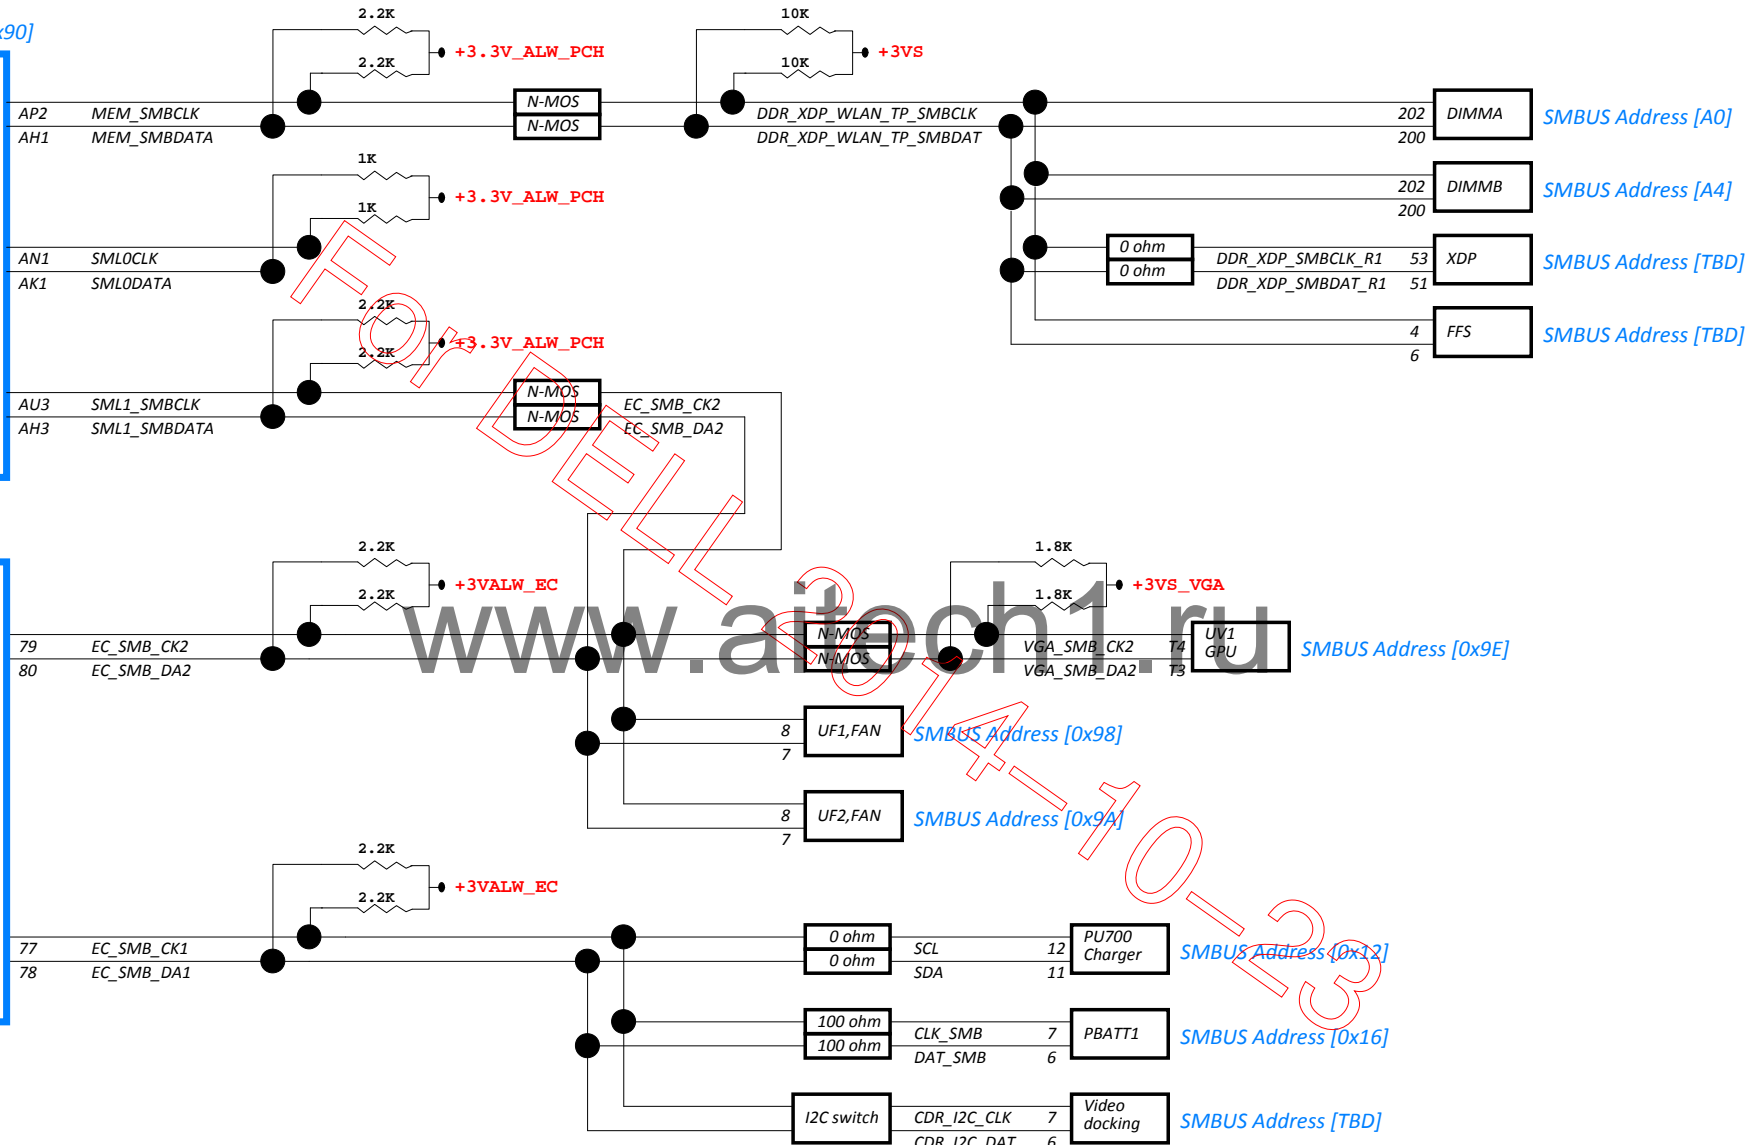 x90]
2.2K
10K
+3.3V_ALW_PCH
+3VS
2.2K
10K
N-MOS
AP2 MEM_SMBCLK
DDR_XDP_WLAN_TP_SMBCLK
202 DIMMA SMBUS Address [A0]
N-MOS
AH1 MEM_SMBDATA
DDR_XDP_WLAN_TP_SMBDAT
200
1K
+3.3V_ALW_PCH
202 DIMMB SMBUS Address [A4]
1K
200
0 ohm
AN1 SML0CLK
DDR_XDP_SMBCLK_R1 53 XDP SMBUS Address [TBD]
0 ohm
AK1 SML0DATA
DDR_XDP_SMBDAT_R1 51
2.2K
+3.3V_ALW_PCH
4 FFS SMBUS Address [TBD]
2.2K
6
N-MOS
AU3 SML1_SMBCLK
EC_SMB_CK2
N-MOS
AH3 SML1_SMBDATA
EC_SMB_DA2
2.2K
1.8K
+3VALW_EC
+3VS_VGA
2.2K
1.8K
N-MOS
79 EC_SMB_CK2
VGA_SMB_CK2 T4 UV1 GPU SMBUS Address [0x9E]
N-MOS
80 EC_SMB_DA2
VGA_SMB_DA2 T3
8 UF1,FAN SMBUS Address [0x98]
7
8 UF2,FAN SMBUS Address [0x9A]
7
2.2K
+3VALW_EC
2.2K
0 ohm
77 EC_SMB_CK1
SCL 12 PU700 Charger SMBUS Address [0x12]
0 ohm
78 EC_SMB_DA1
SDA 11
100 ohm
CLK_SMB 7 PBATT1 SMBUS Address [0x16]
100 ohm
DAT_SMB 6
I2C switch CDR_I2C_CLK 7 Video docking SMBUS Address [TBD]
CDR_I2C_DAT 6
www.aitech1.ru
For DELL 2014-10-23